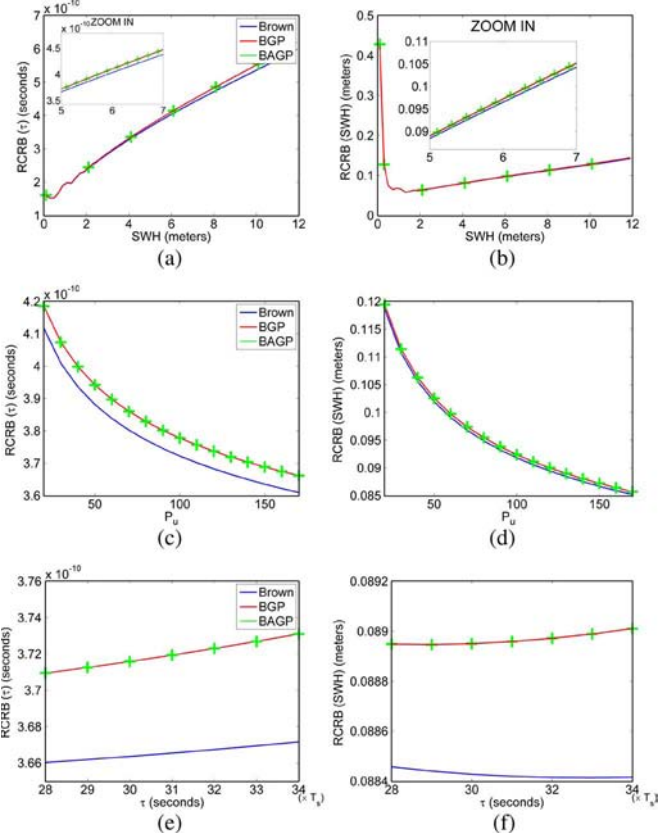 x 10⁻¹⁰
ZOOM IN
x 10⁻¹⁰
4.5
4
3.5
5 6 7
7
6
5
4
3
2
1
RCRB (τ) (seconds)
0 2 4 6 8 10 12
SWH (meters)
Brown
BGP
BAGP
(a)
ZOOM IN
0.11
0.105
0.1
0.095
0.09
5 6 7
0.5
0.4
0.3
0.2
0.1
0
RCRB (SWH) (meters)
0 2 4 6 8 10 12
SWH (meters)
(b)
x 10⁻¹⁰
4.2
4.1
4
3.9
3.8
3.7
3.6
RCRB (τ) (seconds)
50 100 150
P_u
Brown
BGP
BAGP
(c)
0.12
0.115
0.11
0.105
0.1
0.095
0.09
0.085
RCRB (SWH) (meters)
50 100 150
P_u
(d)
x 10⁻¹⁰
3.76
3.74
3.72
3.7
3.68
3.66
RCRB (τ) (seconds)
28 29 30 31 32 33 34
τ (seconds) (× T_s)
Brown
BGP
BAGP
(e)
0.0892
0.089
0.0888
0.0886
0.0884
RCRB (SWH) (meters)
28 30 32 34
τ (seconds) (× T_s)
(f)